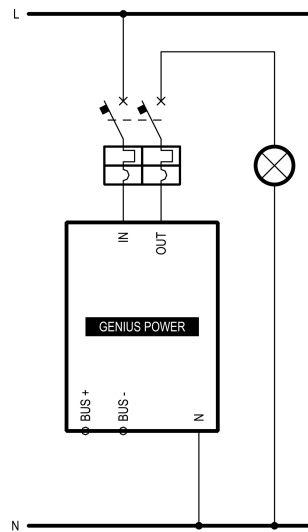 L
IN
OUT
GENIUS POWER
BUS +
BUS -
N
N